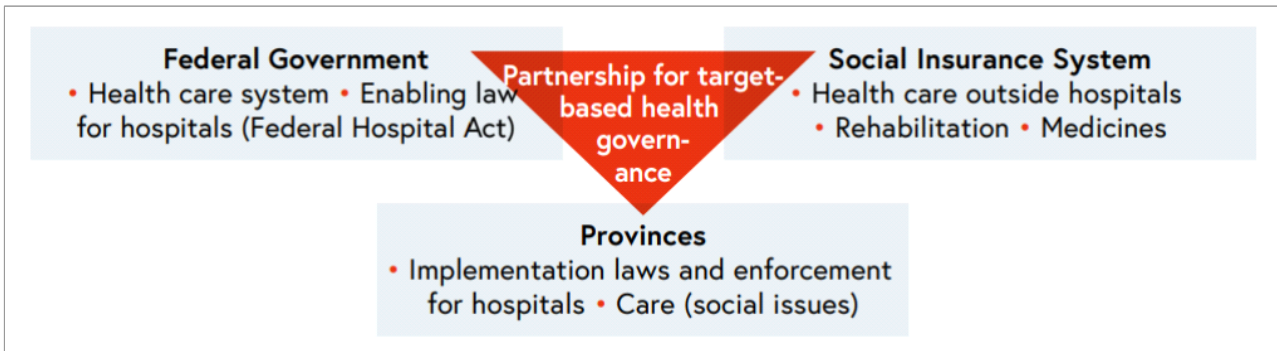 Federal Government
• Health care system • Enabling law
for hospitals (Federal Hospital Act)
Partnership for target-
based health
govern-
ance
Social Insurance System
• Health care outside hospitals
• Rehabilitation • Medicines
Provinces
• Implementation laws and enforcement
for hospitals • Care (social issues)